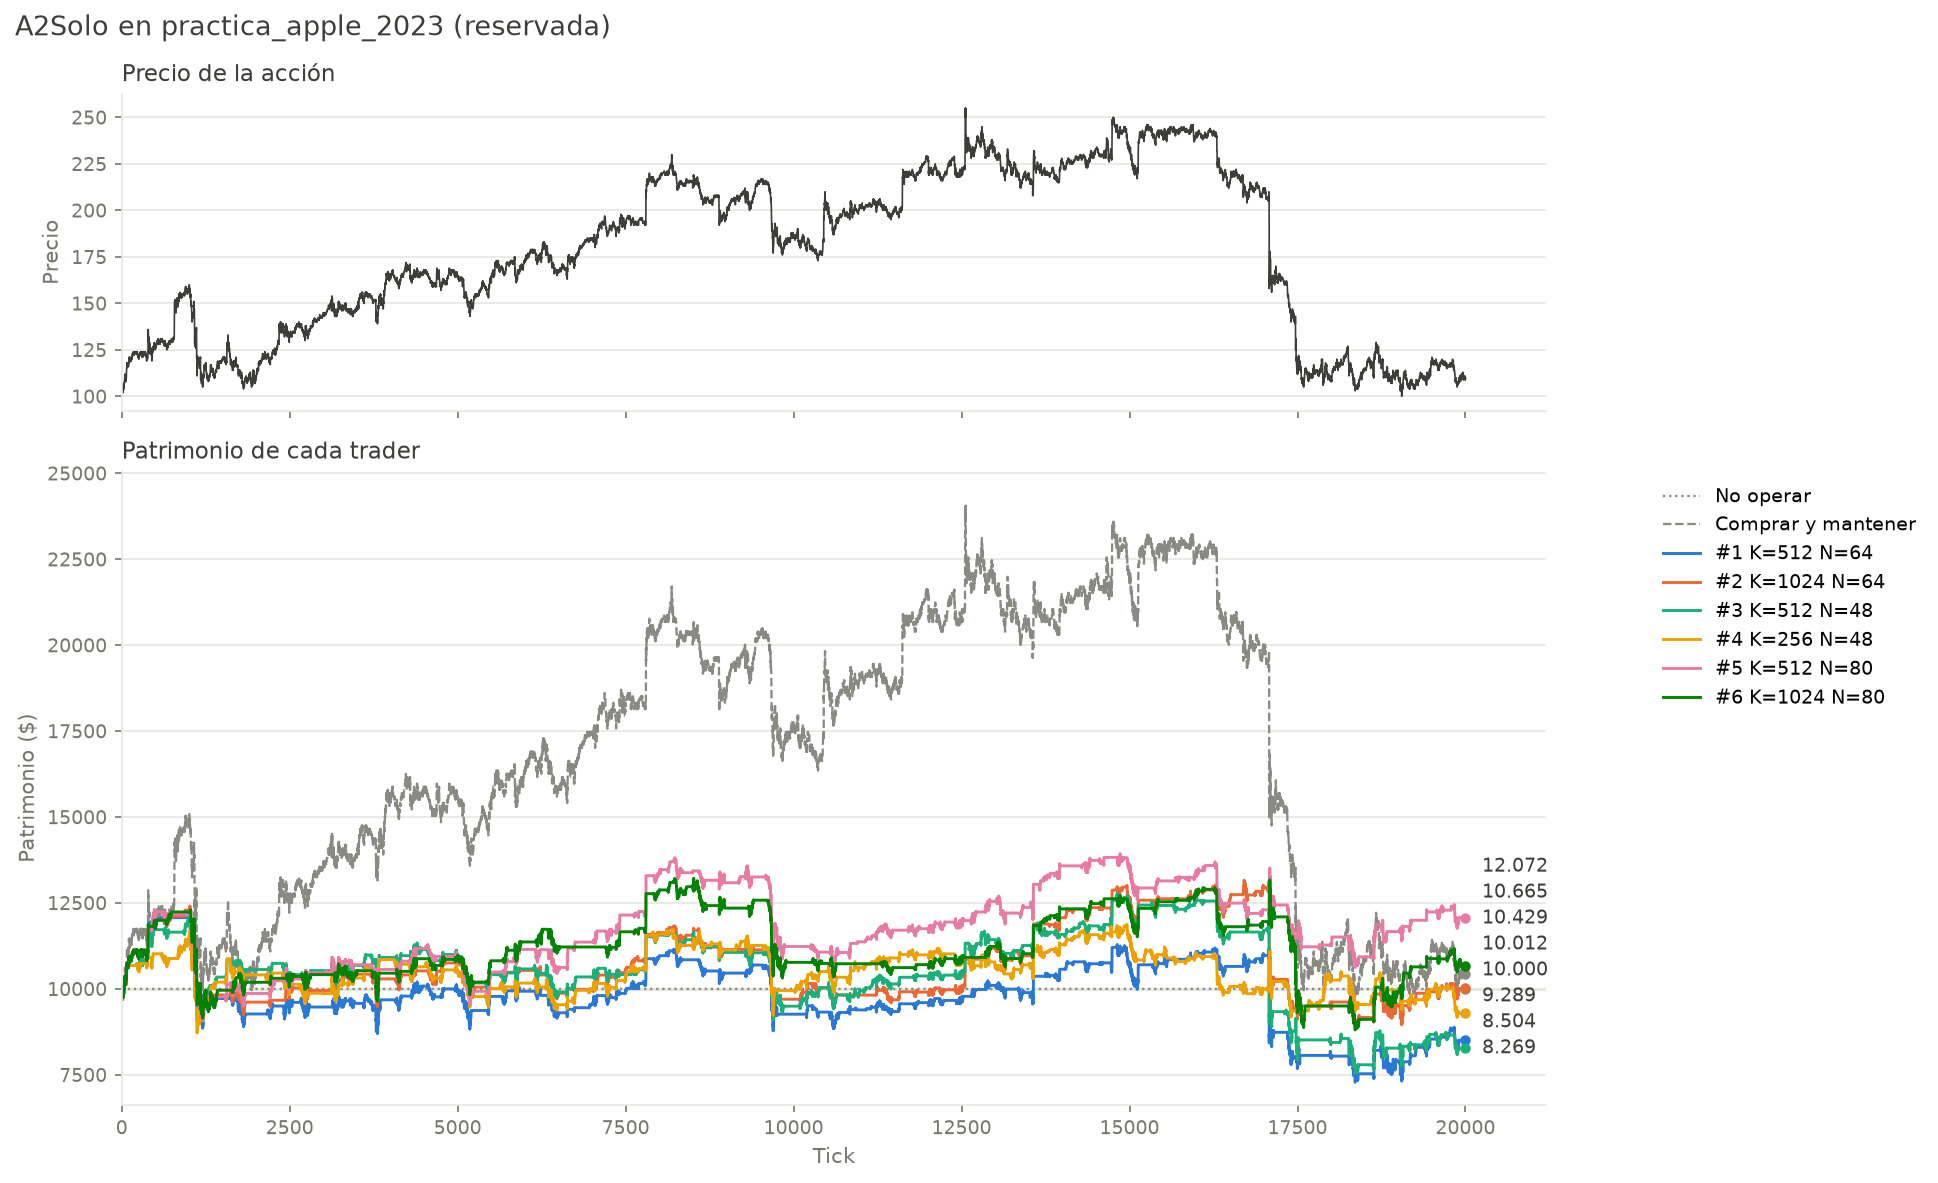 A2Solo en practica_apple_2023 (reservada)
Precio de la acción
250
225
200
175
150
125
100
Precio
Patrimonio de cada trader
25000
22500
20000
17500
15000
12500
10000
7500
Patrimonio ($)
0
2500
5000
7500
10000
12500
15000
17500
20000
Tick
12.072
10.665
10.429
10.012
10.000
9.289
8.504
8.269
No operar
Comprar y mantener
#1 K=512 N=64
#2 K=1024 N=64
#3 K=512 N=48
#4 K=256 N=48
#5 K=512 N=80
#6 K=1024 N=80